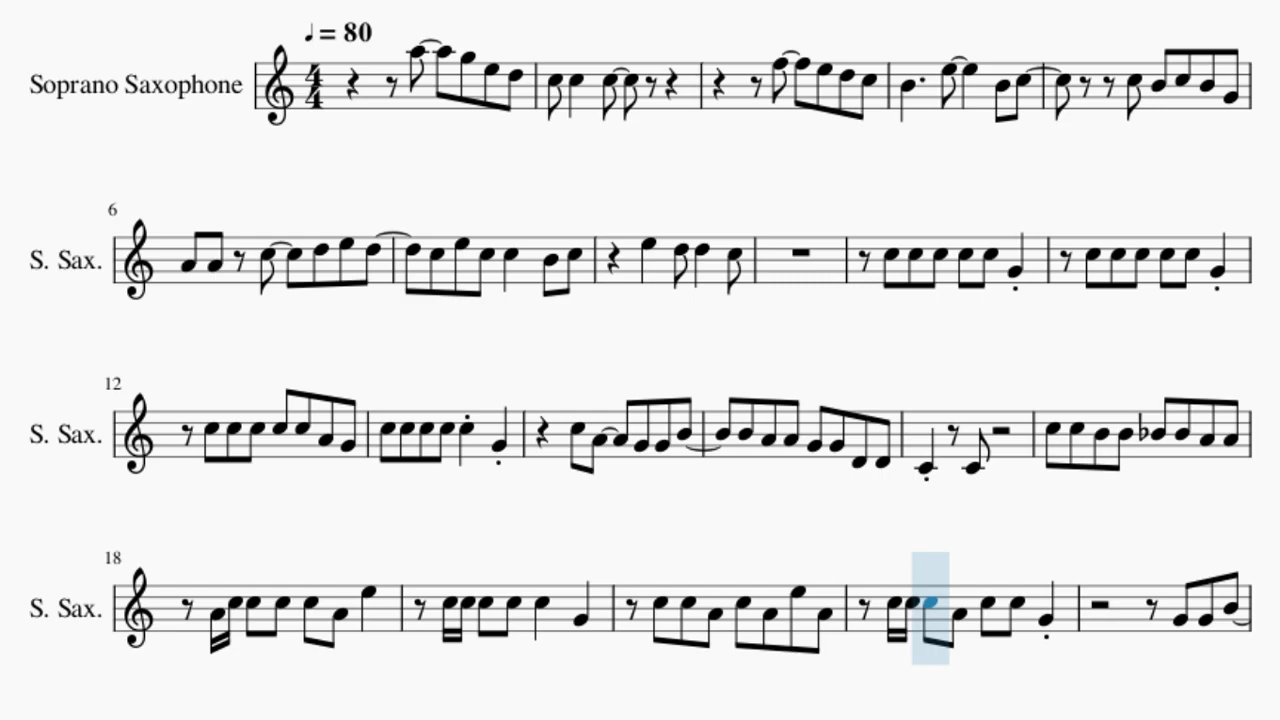 ♩ = 80
Soprano Saxophone
4
4
6
S. Sax.
12
S. Sax.
18
S. Sax.